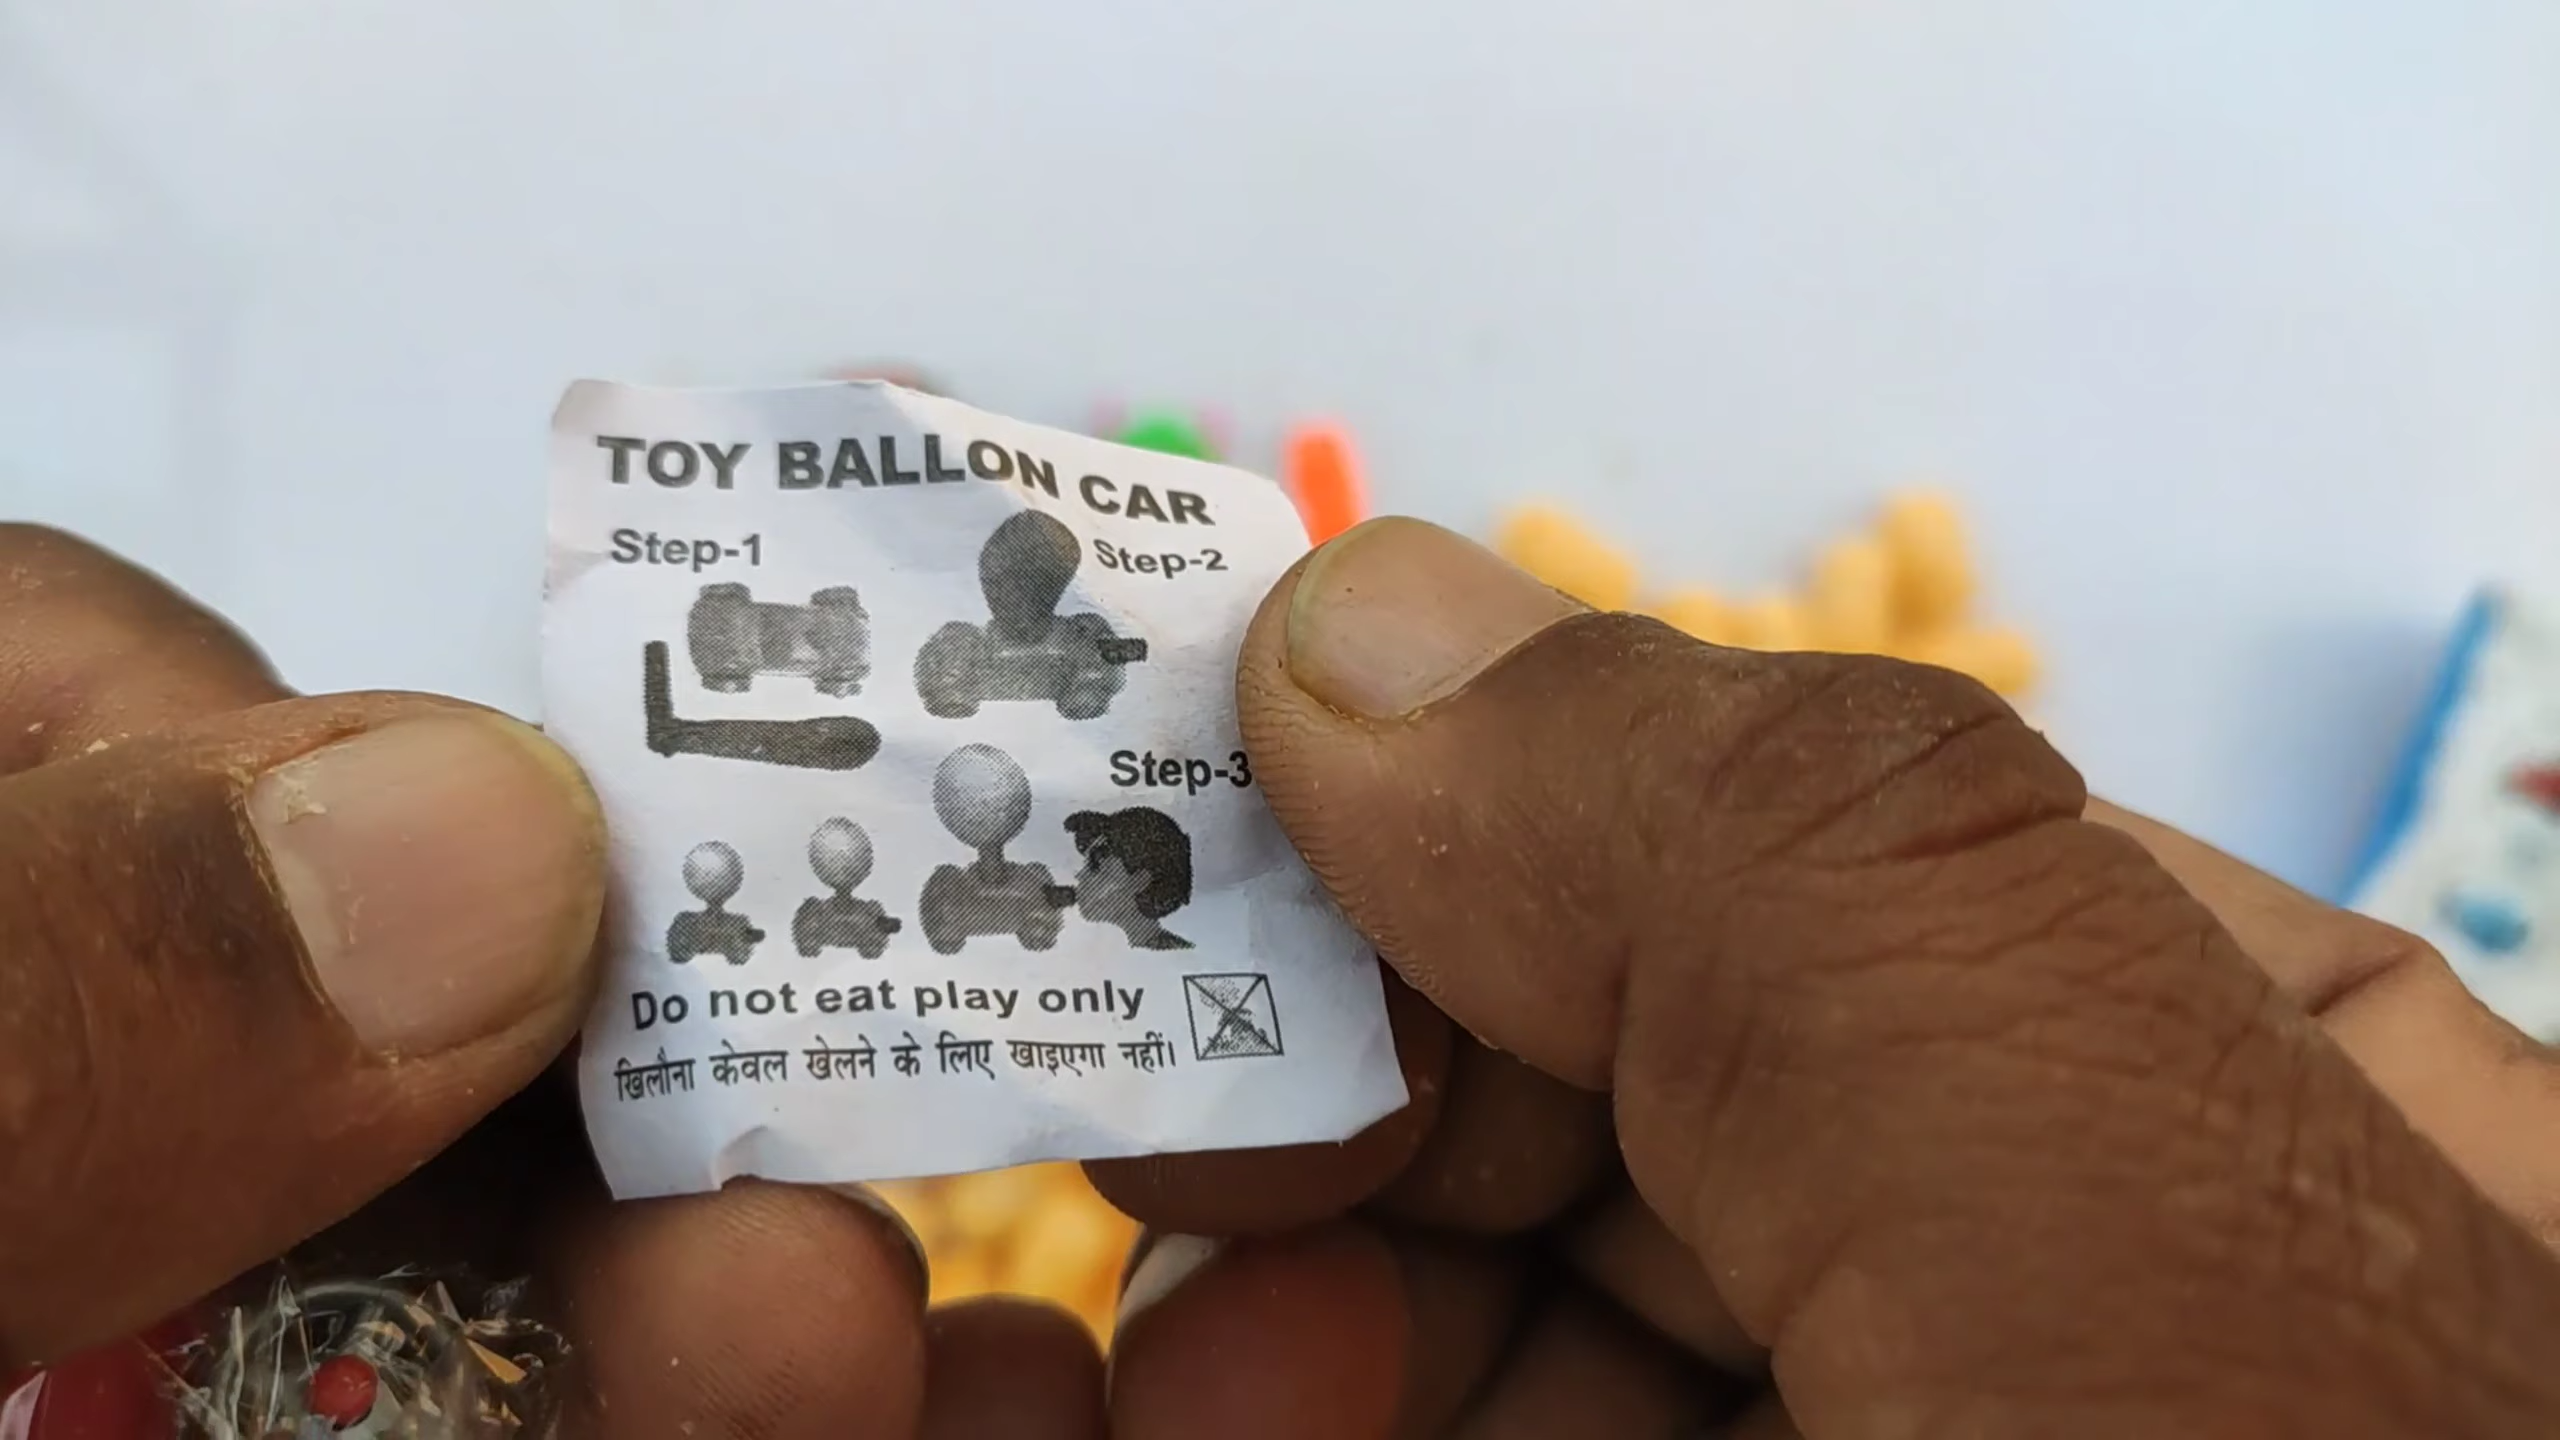 TOY BALLON CAR
Step-1
Step-2
Step-3
Do not eat play only
खिलौना केवल खेलने के लिए खाइएगा नहीं।